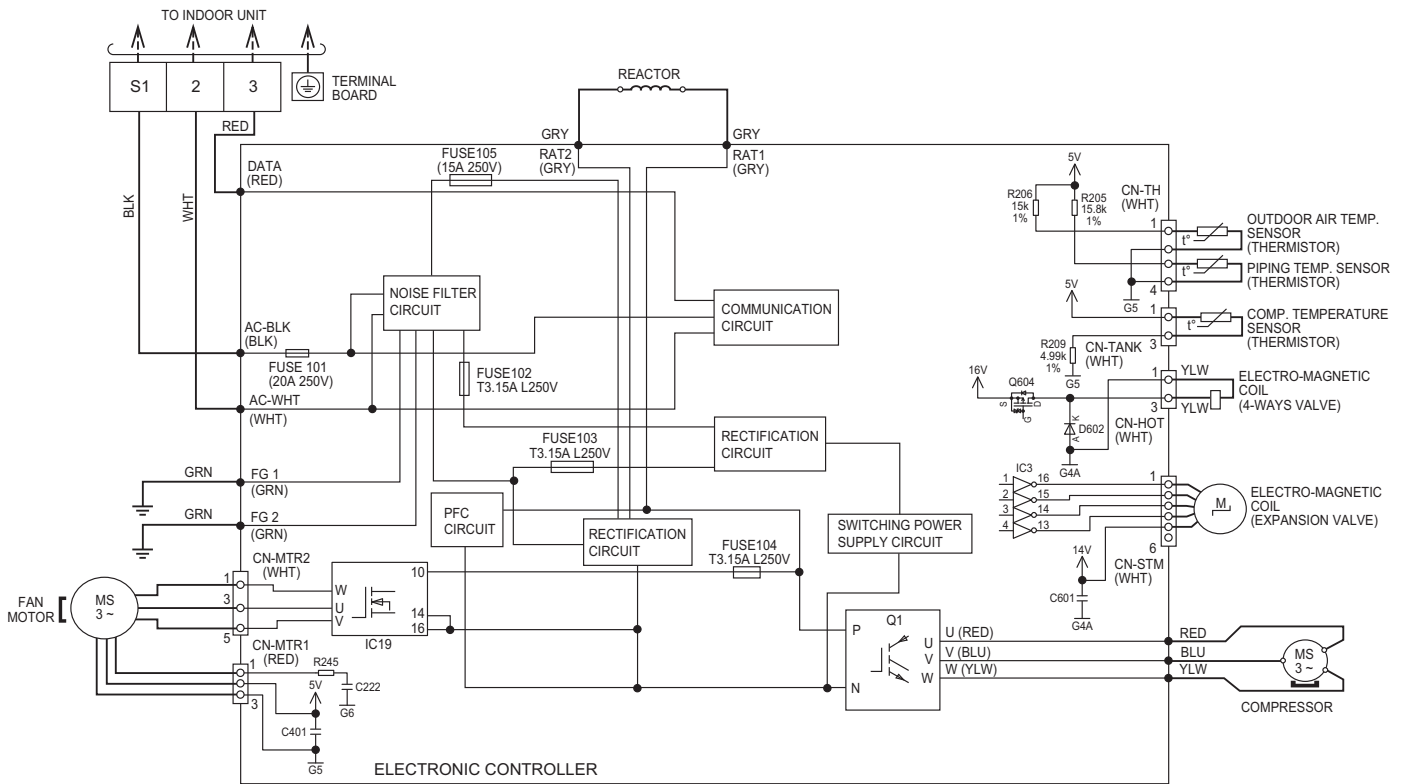 TO INDOOR UNIT
S1
2
3
TERMINAL
BOARD
RED
BLK
WHT
REACTOR
GRY
GRY
RAT2
(GRY)
RAT1
(GRY)
FUSE105
(15A 250V)
DATA
(RED)
NOISE FILTER
CIRCUIT
COMMUNICATION
CIRCUIT
AC-BLK
(BLK)
FUSE 101
(20A 250V)
FUSE102
T3.15A L250V
AC-WHT
(WHT)
RECTIFICATION
CIRCUIT
FUSE103
T3.15A L250V
GRN
FG 1
(GRN)
GRN
FG 2
(GRN)
PFC
CIRCUIT
RECTIFICATION
CIRCUIT
SWITCHING POWER
SUPPLY CIRCUIT
FUSE104
T3.15A L250V
CN-MTR2
(WHT)
FAN
MOTOR
MS
3 ~
1
3
5
W
U
V
10
14
16
IC19
CN-MTR1
(RED)
1
3
R245
C222
G6
5V
C401
G5
ELECTRONIC CONTROLLER
5V
R206
15k
1%
R205
15.8k
1%
CN-TH
(WHT)
1
4
G5
t°
t°
OUTDOOR AIR TEMP.
SENSOR
(THERMISTOR)
PIPING TEMP. SENSOR
(THERMISTOR)
5V
1
3
t°
COMP. TEMPERATURE
SENSOR
(THERMISTOR)
R209
4.99k
1%
G5
CN-TANK
(WHT)
16V
Q604
S
D
G
K
A
D602
G4A
1
3
YLW
YLW
CN-HOT
(WHT)
ELECTRO-MAGNETIC
COIL
(4-WAYS VALVE)
IC3
1
16
2
15
3
14
4
13
1
6
M
ELECTRO-MAGNETIC
COIL
(EXPANSION VALVE)
14V
CN-STM
(WHT)
C601
G4A
Q1
P
N
U
V
W
U (RED)
V (BLU)
W (YLW)
RED
BLU
YLW
MS
3 ~
COMPRESSOR